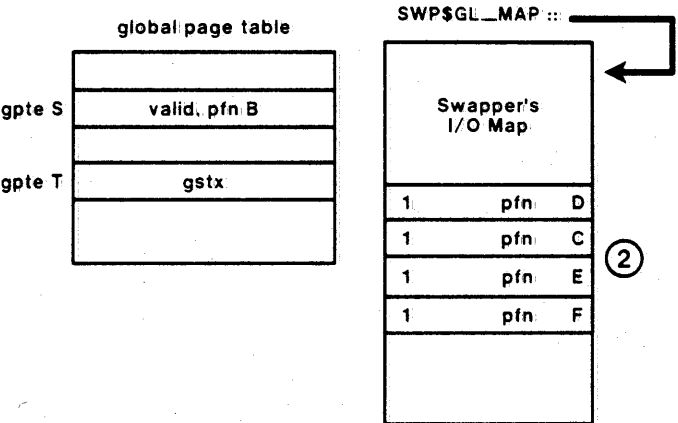 global page table
gpte S
valid, pfn B
gpte T
gstx
SWP$GL_MAP ::
Swapper's
I/O Map
1 pfn D
1 pfn C
1 pfn E
1 pfn F
2